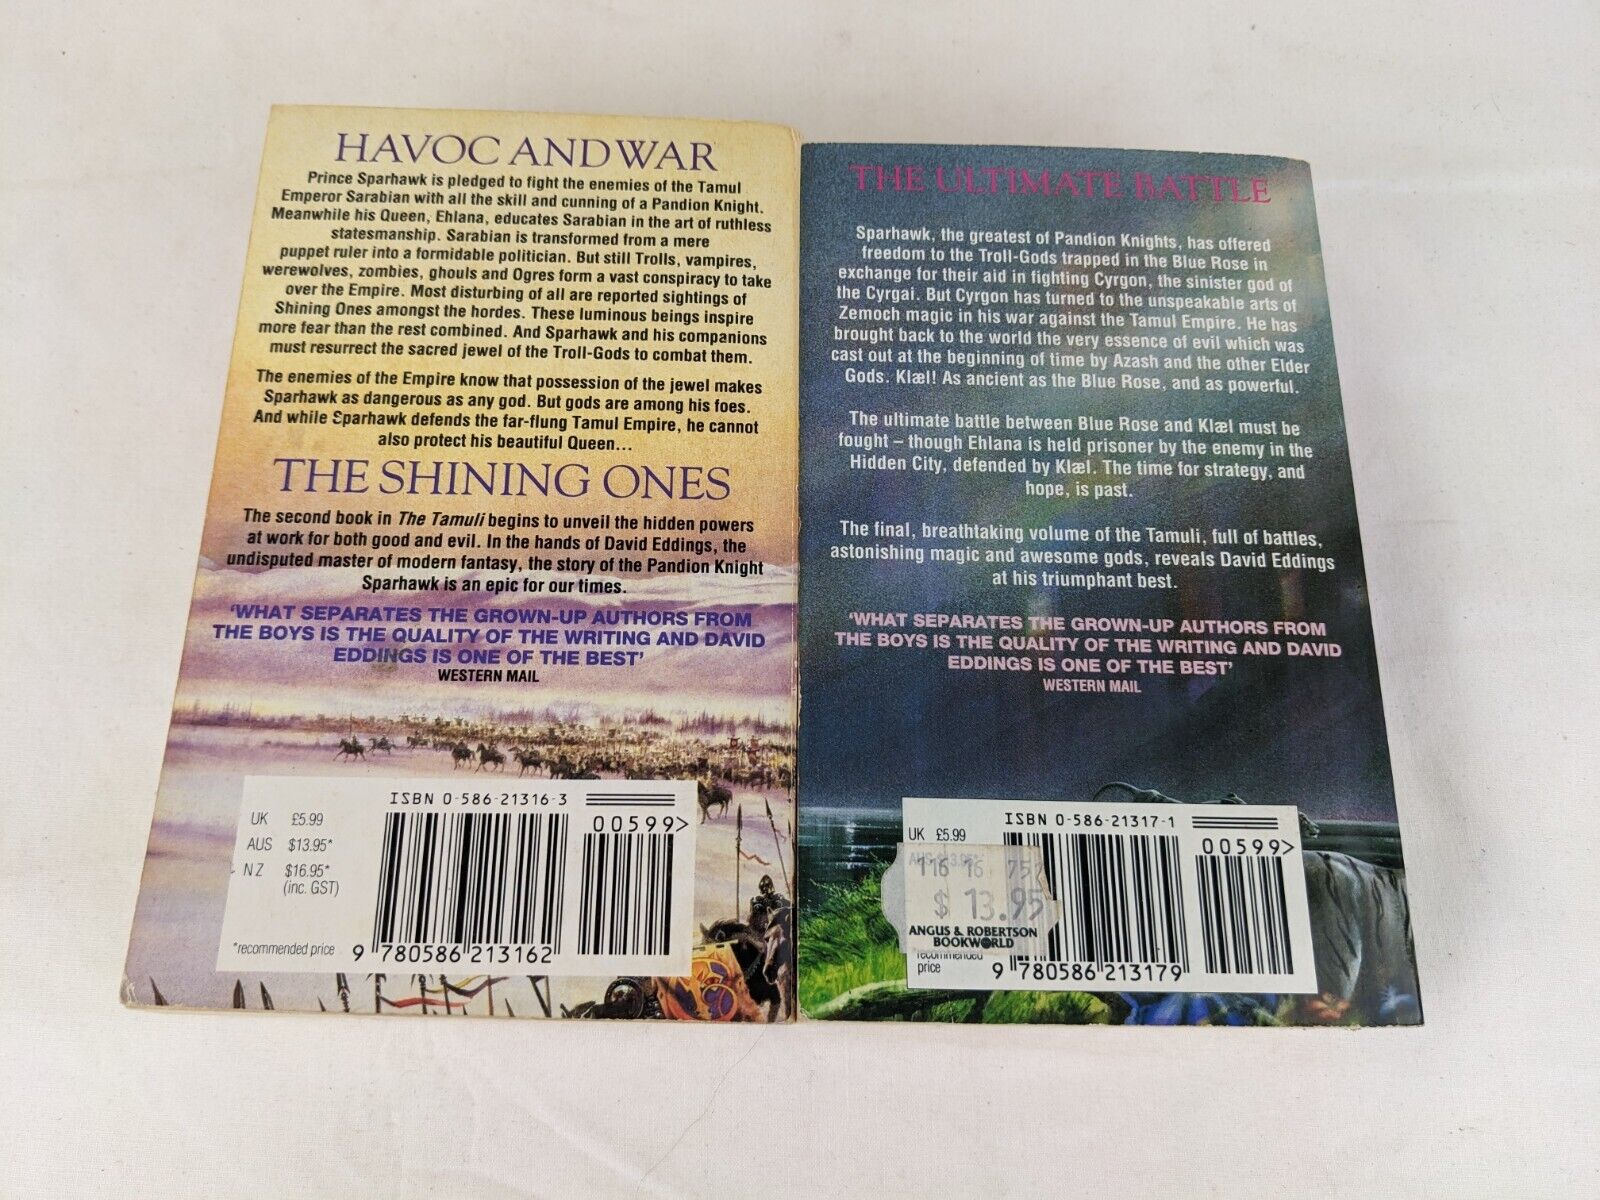 HAVOC AND WAR
Prince Sparhawk is pledged to fight the enemies of the Tamul
Emperor Sarabian with all the skill and cunning of a Pandion Knight.
Meanwhile his Queen, Ehlana, educates Sarabian in the art of ruthless
statesmanship. Sarabian is transformed from a mere
puppet ruler into a formidable politician. But still Trolls, vampires,
werewolves, zombies, ghouls and Ogres form a vast conspiracy to take
over the Empire. Most disturbing of all are reported sightings of
Shining Ones amongst the hordes. These luminous beings inspire
more fear than the rest combined. And Sparhawk and his companions
must resurrect the sacred jewel of the Troll-Gods to combat them.
The enemies of the Empire know that possession of the jewel makes
Sparhawk as dangerous as any god. But gods are among his foes.
And while Sparhawk defends the far-flung Tamul Empire, he cannot
also protect his beautiful Queen...
THE SHINING ONES
The second book in The Tamuli begins to unveil the hidden powers
at work for both good and evil. In the hands of David Eddings, the
undisputed master of modern fantasy, the story of the Pandion Knight
Sparhawk is an epic for our times.
‘WHAT SEPARATES THE GROWN-UP AUTHORS FROM
THE BOYS IS THE QUALITY OF THE WRITING AND DAVID
EDDINGS IS ONE OF THE BEST’
WESTERN MAIL
ISBN 0-586-21316-3
UK £5.99
AUS $13.95*
NZ $16.95*
(inc. GST)
*recommended price
00599>
9 780586 213162
THE ULTIMATE BATTLE
Sparhawk, the greatest of Pandion Knights, has offered
freedom to the Troll-Gods trapped in the Blue Rose in
exchange for their aid in fighting Cyrgon, the sinister god of
the Cyrgai. But Cyrgon has turned to the unspeakable arts of
Zemoch magic in his war against the Tamul Empire. He has
brought back to the world the very essence of evil which was
cast out at the beginning of time by Azash and the other Elder
Gods. Klæl! As ancient as the Blue Rose, and as powerful.
The ultimate battle between Blue Rose and Klæl must be
fought – though Ehlana is held prisoner by the enemy in the
Hidden City, defended by Klæl. The time for strategy, and
hope, is past.
The final, breathtaking volume of the Tamuli, full of battles,
astonishing magic and awesome gods, reveals David Eddings
at his triumphant best.
‘WHAT SEPARATES THE GROWN-UP AUTHORS FROM
THE BOYS IS THE QUALITY OF THE WRITING AND DAVID
EDDINGS IS ONE OF THE BEST’
WESTERN MAIL
ISBN 0-586-21317-1
UK £5.99
116 16 752
$ 13.95
ANGUS & ROBERTSON
BOOKWORLD
recommended
price
00599>
9 780586 213179